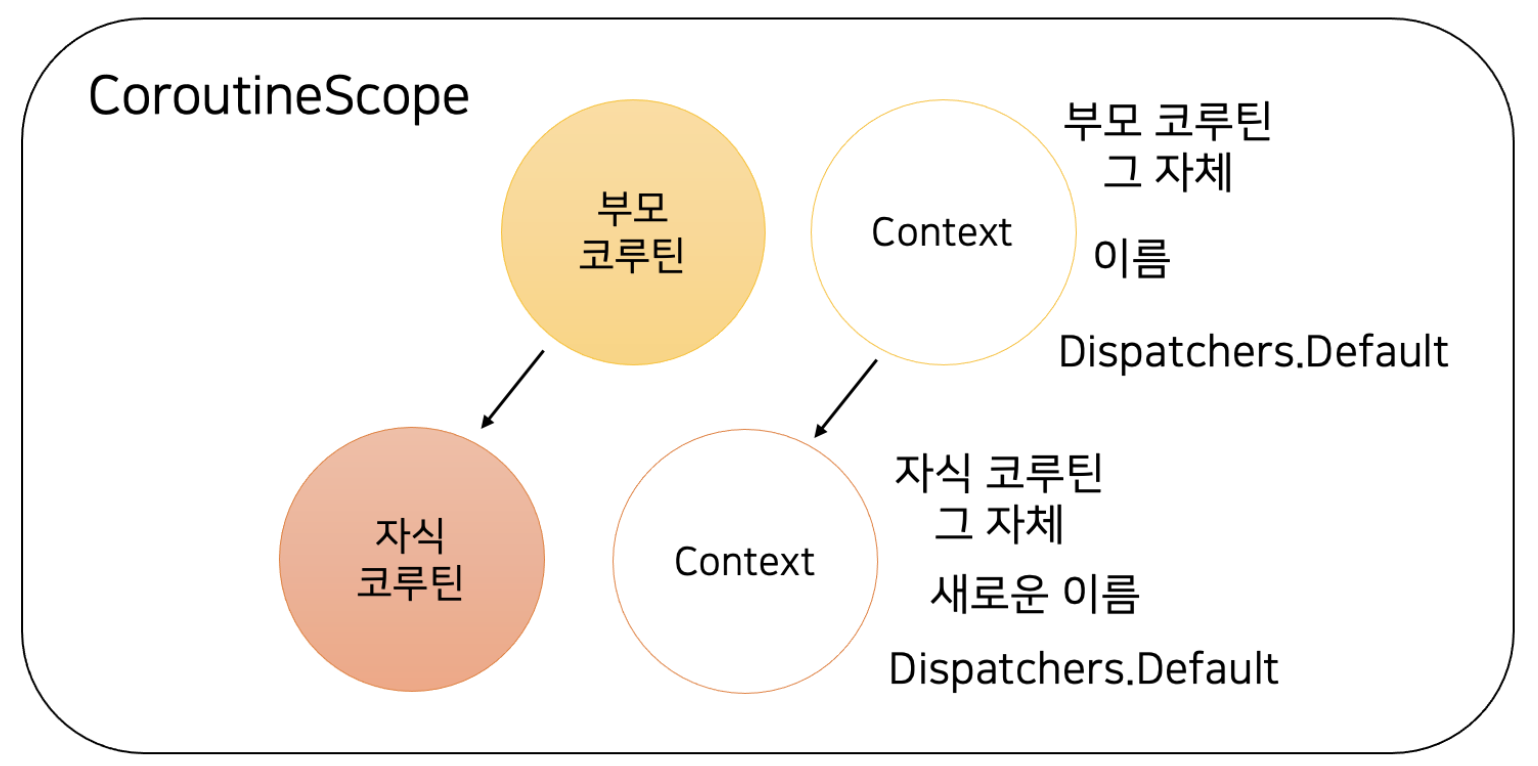 CoroutineScope
부모
코루틴
Context
부모 코루틴
그 자체
이름
Dispatchers.Default
자식
코루틴
Context
자식 코루틴
그 자체
새로운 이름
Dispatchers.Default